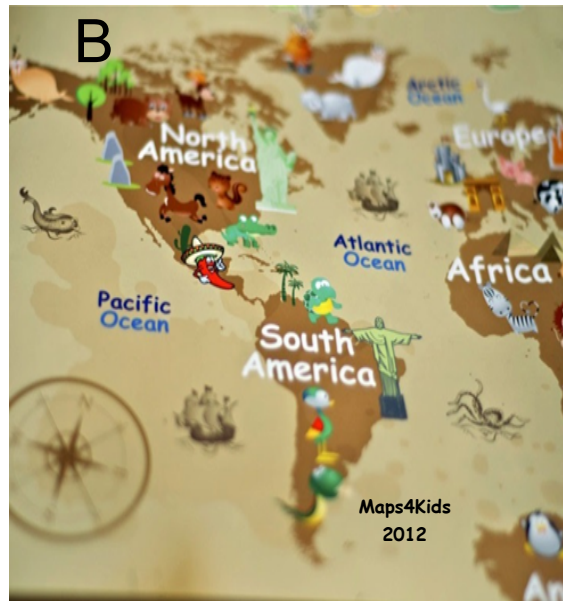 B
Arctic
Ocean
North
America
Europe
Atlantic
Ocean
Africa
Pacific
Ocean
South
America
N
Maps4Kids
2012